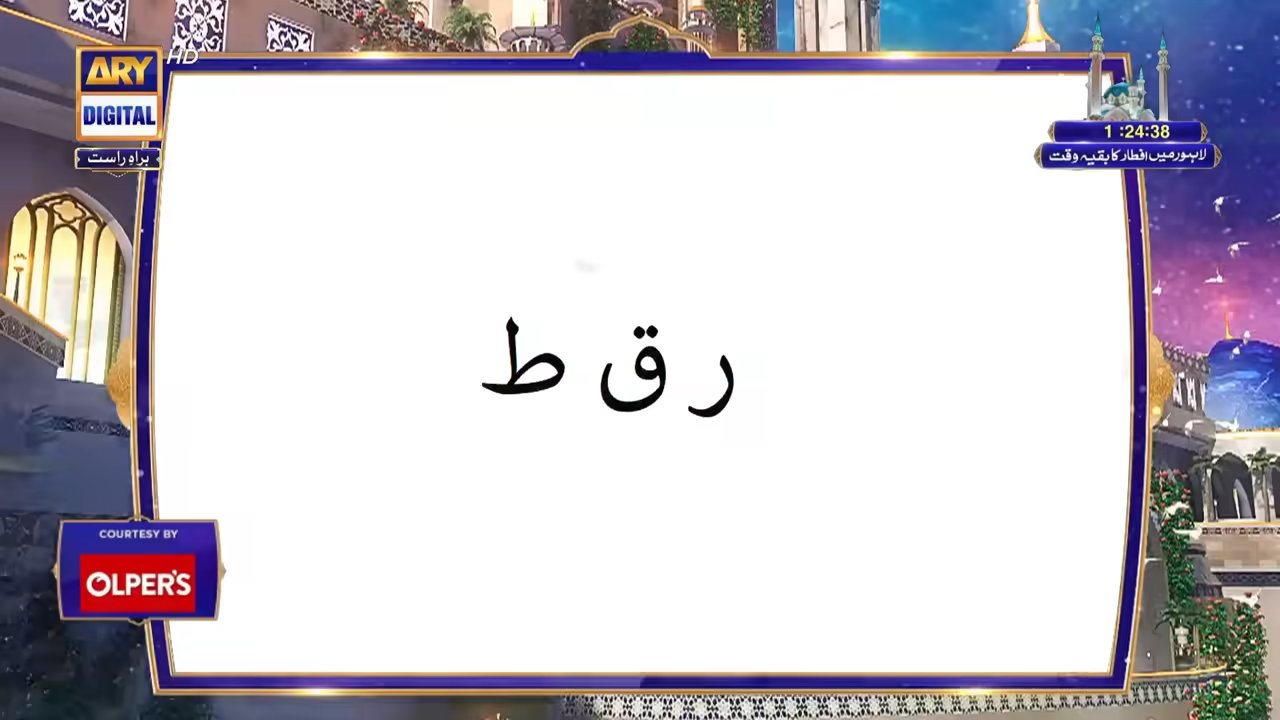 HD
ARY
DIGITAL
براہِ راست
1 :24:38
لاہور میں افطار کا بقیہ وقت
ر ق ط
COURTESY BY
OLPER'S